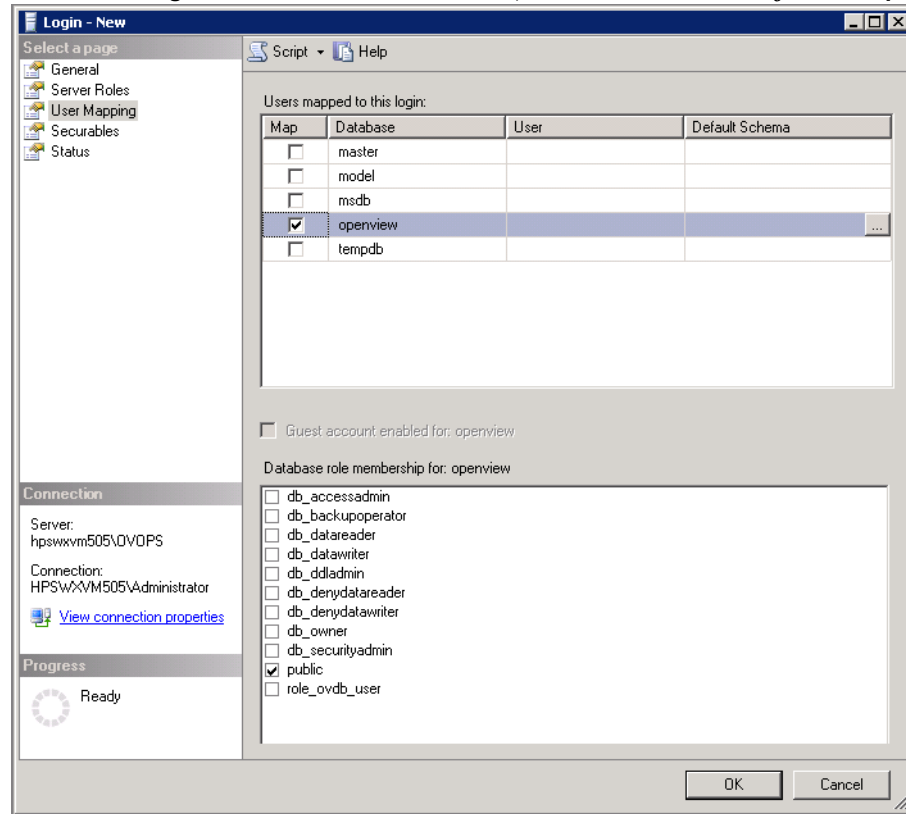 Login - New
Select a page
General
Server Roles
User Mapping
Securables
Status
Script Help
Users mapped to this login:
Map Database User Default Schema
master
model
msdb
openview ...
tempdb
Guest account enabled for: openview
Database role membership for: openview
db_accessadmin
db_backupoperator
db_datareader
db_datawriter
db_ddladmin
db_denydatareader
db_denydatawriter
db_owner
db_securityadmin
public
role_ovdb_user
Connection
Server:
hpswxvm505\OVOPS
Connection:
HPSWXVM505\Administrator
View connection properties
Progress
Ready
OK Cancel